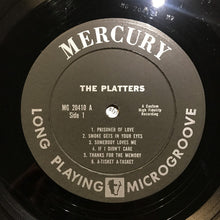 MERCURY
THE PLATTERS
MG 20410 A
Side 1
A Custom
High Fidelity
Recording
1. PRISONER OF LOVE
2. SMOKE GETS IN YOUR EYES
3. SOMEBODY LOVES ME
4. IF I DIDN'T CARE
5. THANKS FOR THE MEMORY
6. A-TISKET A-TASKET
LONG PLAYING MICROGROOVE